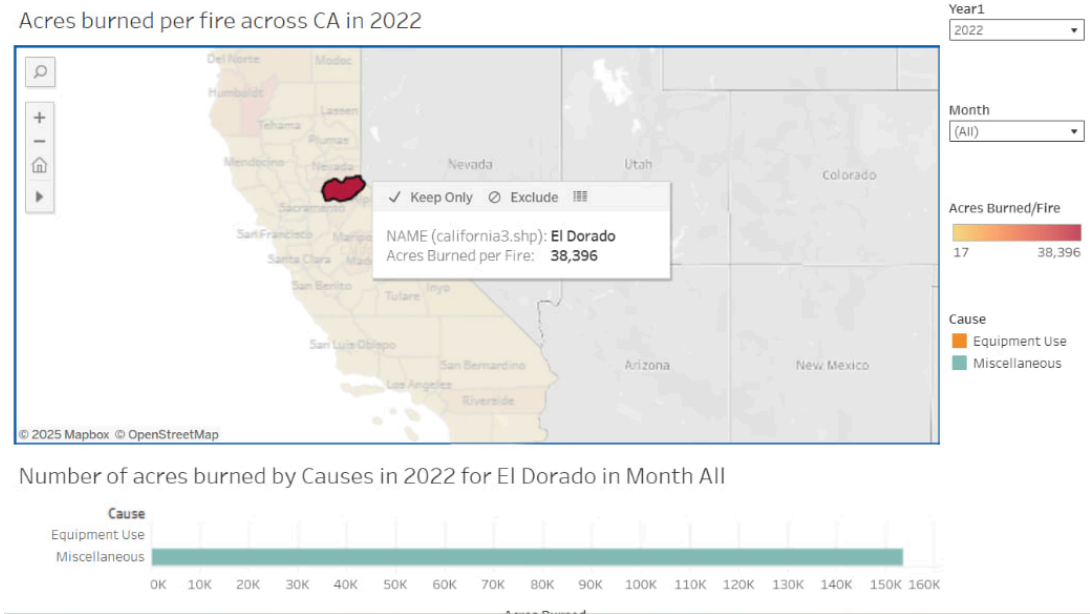 Acres burned per fire across CA in 2022
Year1
2022
Month
(All)
Acres Burned/Fire
17 38,396
Cause
Equipment Use
Miscellaneous
Del Norte Modoc
Humboldt
Lassen
Tehama
Plumas
Mendocino Nevada
Nevada Utah Colorado
Sacramento
San Francisco
Santa Clara
San Benito
Inyo
Tulare
San Luis Obispo
San Bernardino
Los Angeles
Riverside
Arizona New Mexico
Keep Only Exclude
NAME (california3.shp): El Dorado
Acres Burned per Fire: 38,396
© 2025 Mapbox © OpenStreetMap
Number of acres burned by Causes in 2022 for El Dorado in Month All
Cause
Equipment Use
Miscellaneous
0K 10K 20K 30K 40K 50K 60K 70K 80K 90K 100K 110K 120K 130K 140K 150K 160K